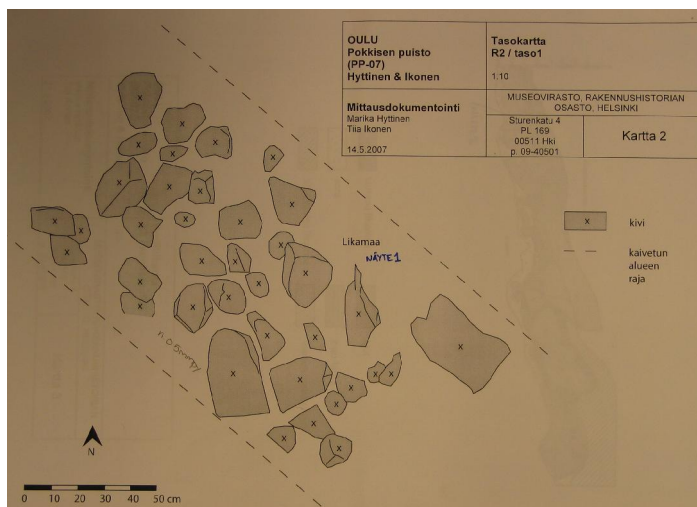 OULU
Pokkisen puisto
(PP-07)
Hyttinen & Ikonen
Tasokartta
R2 / taso1
1:10
Mittausdokumentointi
Marika Hyttinen
Tiia Ikonen
14.5.2007
MUSEOVIRASTO, RAKENNUSHISTORIAN
OSASTO, HELSINKI
Sturenkatu 4
PL 169
00511 Hki
p. 09-40501
Kartta 2
x kivi
kaivetun
alueen
raja
Likamaa
NÄYTE 1
N
0 10 20 30 40 50 cm